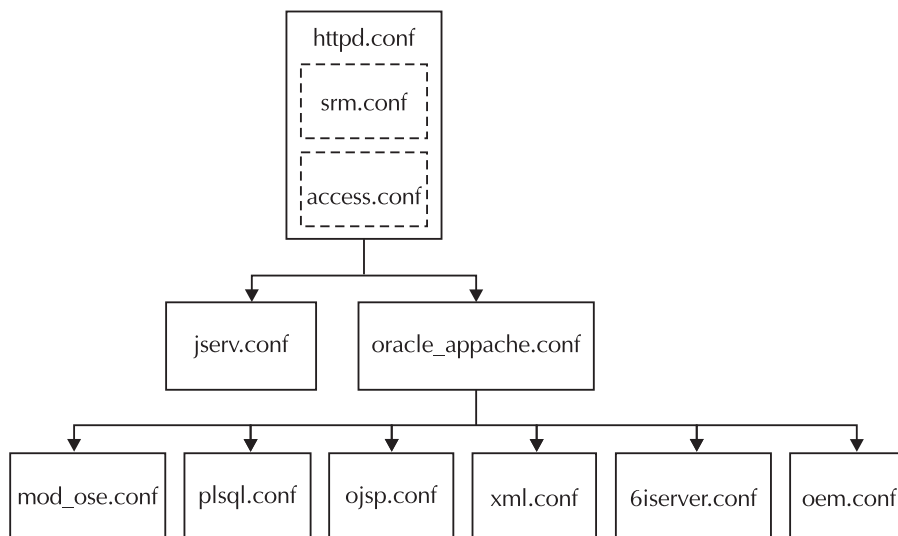 httpd.conf
srm.conf
access.conf
jserv.conf
oracle_appache.conf
mod_ose.conf
plsql.conf
ojsp.conf
xml.conf
6iserver.conf
oem.conf